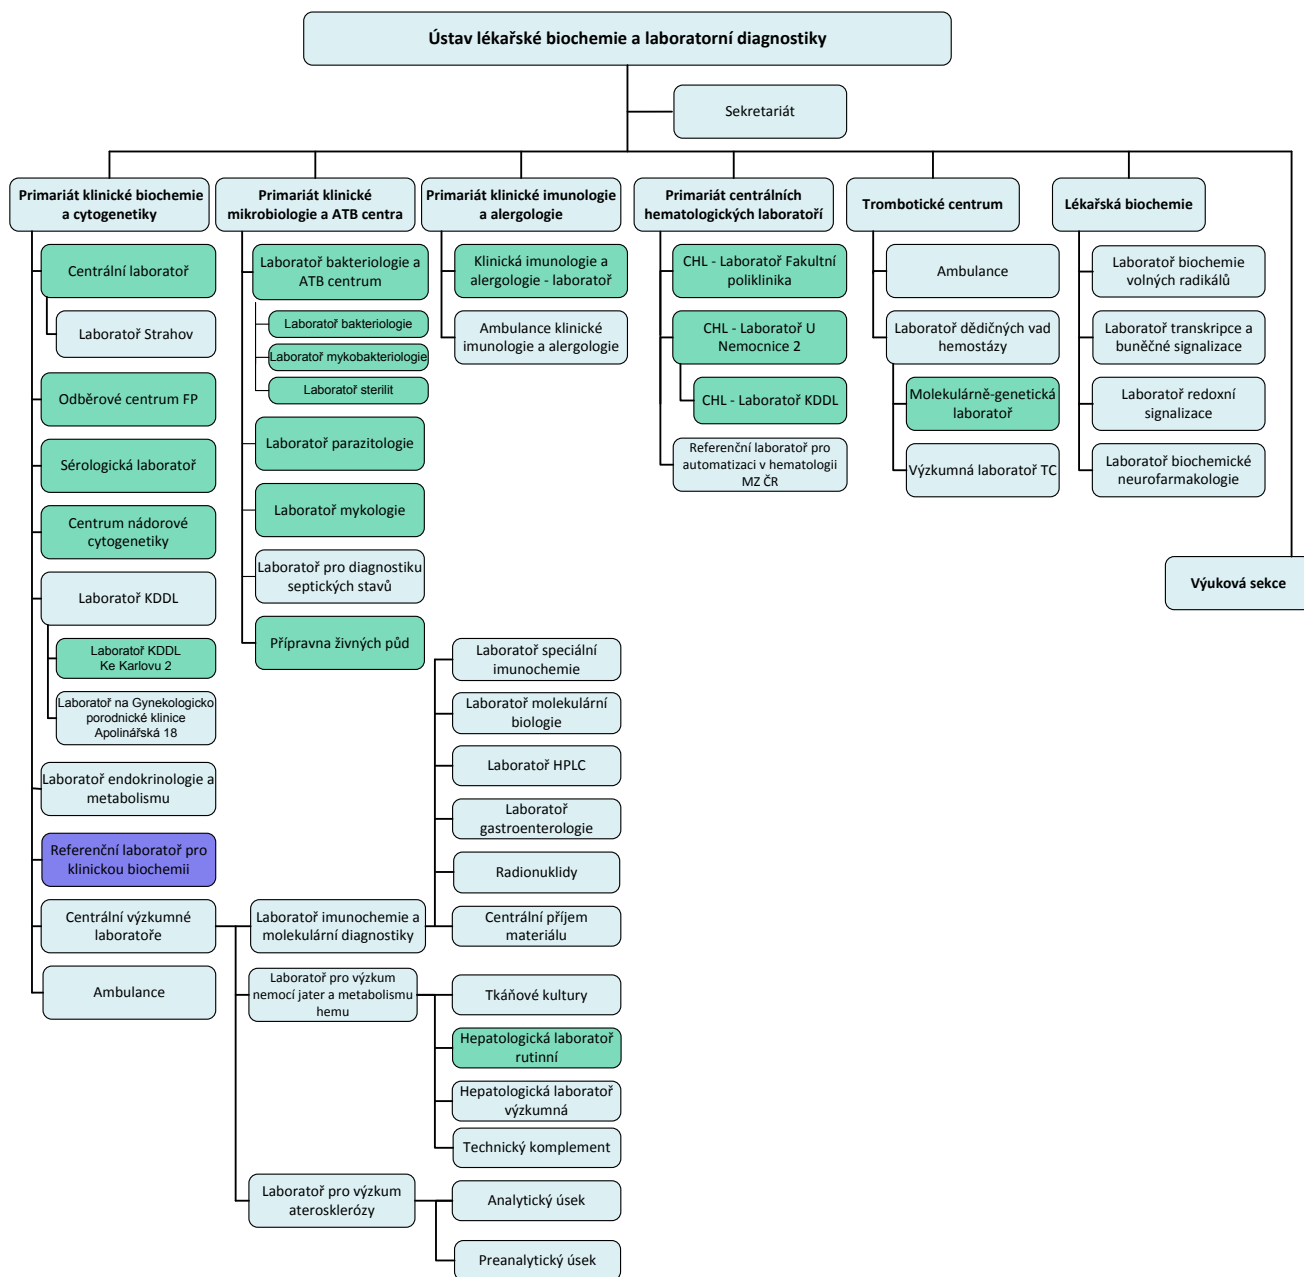 Ústav lékařské biochemie a laboratorní diagnostiky
Sekretariát
Primariát klinické biochemie
a cytogenetiky
Centrální laboratoř
Laboratoř Strahov
Odběrové centrum FP
Sérologická laboratoř
Centrum nádorové
cytogenetiky
Laboratoř KDDL
Laboratoř KDDL
Ke Karlovu 2
Laboratoř na Gynekologicko
porodnické klinice
Apolinářská 18
Laboratoř endokrinologie a
metabolismu
Referenční laboratoř pro
klinickou biochemii
Centrální výzkumné
laboratoře
Ambulance
Primariát klinické
mikrobiologie a ATB centra
Laboratoř bakteriologie a
ATB centrum
Laboratoř bakteriologie
Laboratoř mykobakteriologie
Laboratoř sterilit
Laboratoř parazitologie
Laboratoř mykologie
Laboratoř pro diagnostiku
septických stavů
Přípravna živných půd
Primariát klinické imunologie
a alergologie
Klinická imunologie a
alergologie - laboratoř
Ambulance klinické
imunologie a alergologie
Primariát centrálních
hematologických laboratoří
CHL - Laboratoř Fakultní
poliklinika
CHL - Laboratoř U
Nemocnice 2
CHL - Laboratoř KDDL
Referenční laboratoř pro
automatizaci v hematologii
MZ ČR
Trombotické centrum
Ambulance
Laboratoř dědičných vad
hemostázy
Molekulárně-genetická
laboratoř
Výzkumná laboratoř TC
Lékařská biochemie
Laboratoř biochemie
volných radikálů
Laboratoř transkripce a
buněčné signalizace
Laboratoř redoxní
signalizace
Laboratoř biochemické
neurofarmakologie
Výuková sekce
Laboratoř imunochemie a
molekulární diagnostiky
Laboratoř speciální
imunochemie
Laboratoř molekulární
biologie
Laboratoř HPLC
Laboratoř
gastroenterologie
Radionuklidy
Centrální příjem
materiálu
Laboratoř pro výzkum
nemocí jater a metabolismu
hemu
Tkáňové kultury
Hepatologická laboratoř
rutinní
Hepatologická laboratoř
výzkumná
Technický komplement
Laboratoř pro výzkum
aterosklerózy
Analytický úsek
Preanalytický úsek